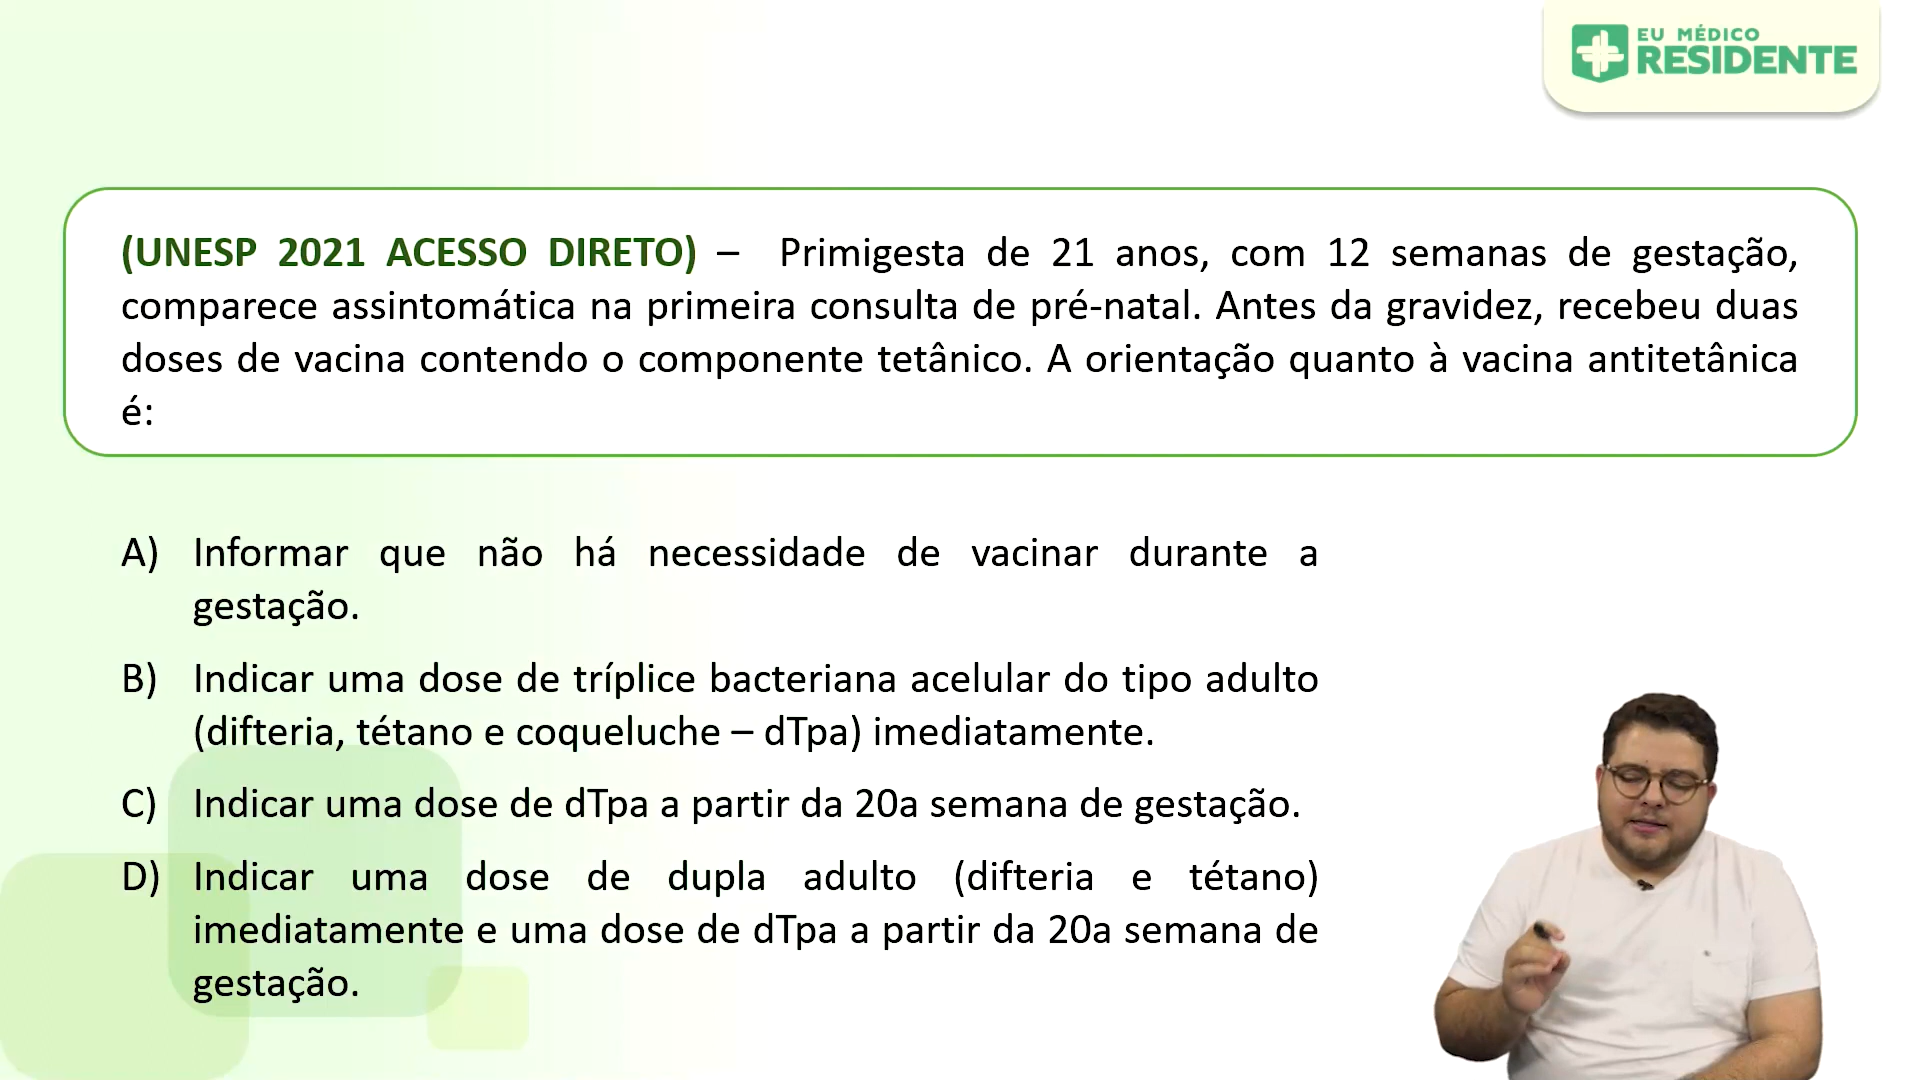 EU MÉDICO
RESIDENTE
(UNESP 2021 ACESSO DIRETO) – Primigesta de 21 anos, com 12 semanas de gestação,
comparece assintomática na primeira consulta de pré-natal. Antes da gravidez, recebeu duas
doses de vacina contendo o componente tetânico. A orientação quanto à vacina antitetânica
é:
A) Informar que não há necessidade de vacinar durante a
gestação.
B) Indicar uma dose de tríplice bacteriana acelular do tipo adulto
(difteria, tétano e coqueluche – dTpa) imediatamente.
C) Indicar uma dose de dTpa a partir da 20a semana de gestação.
D) Indicar uma dose de dupla adulto (difteria e tétano)
imediatamente e uma dose de dTpa a partir da 20a semana de
gestação.